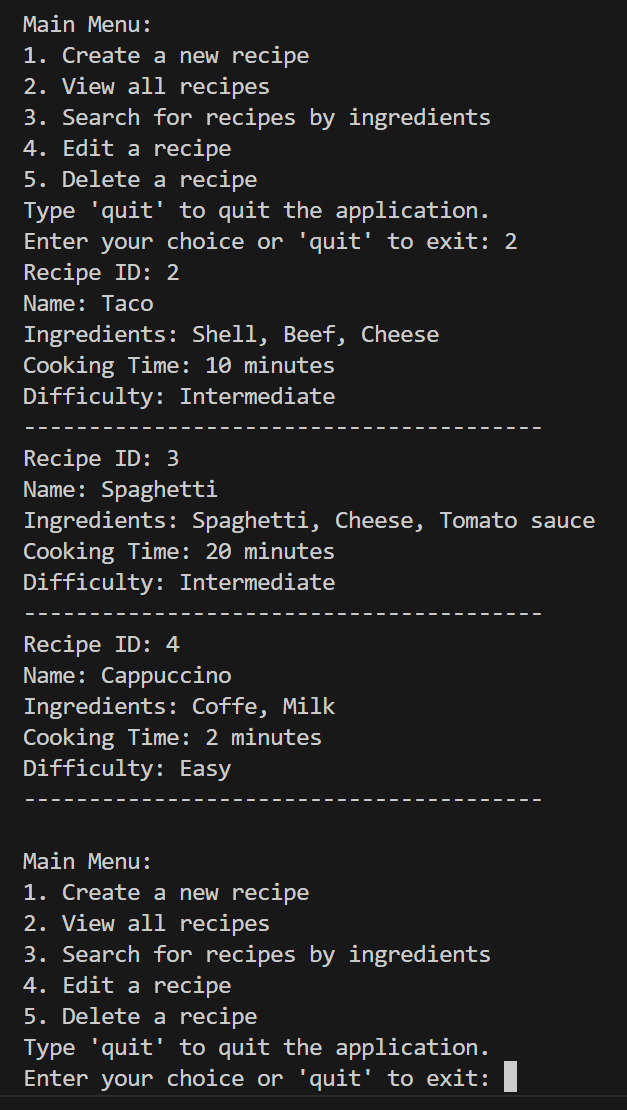 Main Menu:
1. Create a new recipe
2. View all recipes
3. Search for recipes by ingredients
4. Edit a recipe
5. Delete a recipe
Type 'quit' to quit the application.
Enter your choice or 'quit' to exit: 2
Recipe ID: 2
Name: Taco
Ingredients: Shell, Beef, Cheese
Cooking Time: 10 minutes
Difficulty: Intermediate
----------------------------------------
Recipe ID: 3
Name: Spaghetti
Ingredients: Spaghetti, Cheese, Tomato sauce
Cooking Time: 20 minutes
Difficulty: Intermediate
----------------------------------------
Recipe ID: 4
Name: Cappuccino
Ingredients: Coffe, Milk
Cooking Time: 2 minutes
Difficulty: Easy
----------------------------------------
Main Menu:
1. Create a new recipe
2. View all recipes
3. Search for recipes by ingredients
4. Edit a recipe
5. Delete a recipe
Type 'quit' to quit the application.
Enter your choice or 'quit' to exit: